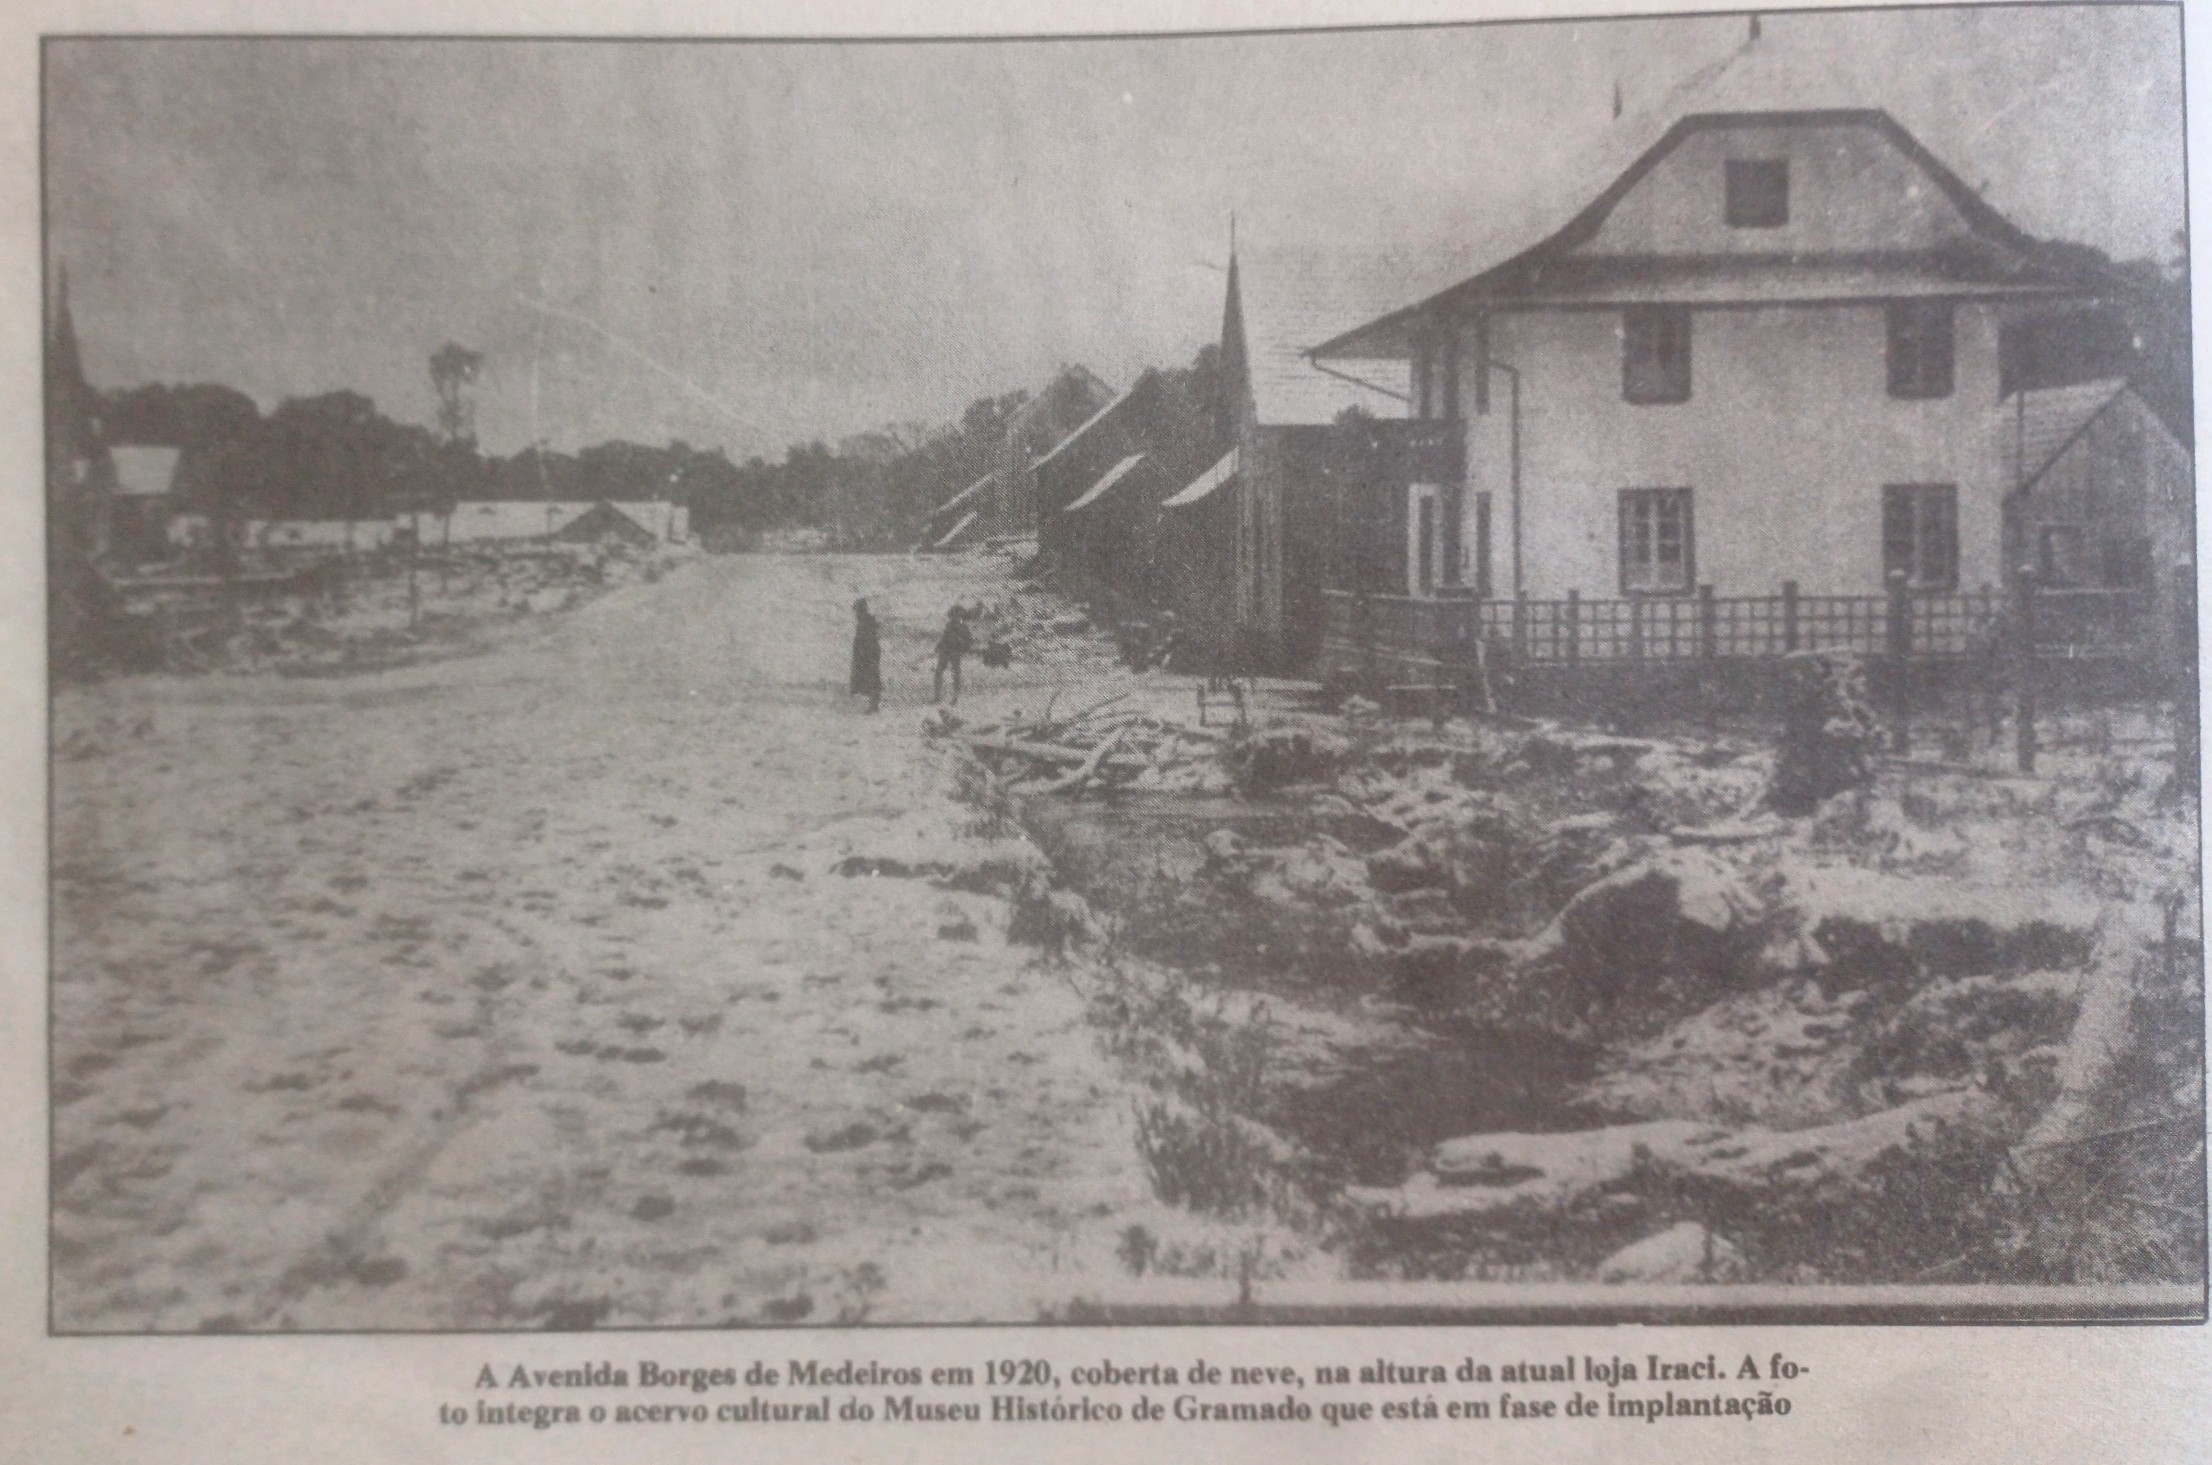 A Avenida Borges de Medeiros em 1920, coberta de neve, na altura da atual loja Iraci. A fo-
to integra o acervo cultural do Museu Histórico de Gramado que está em fase de implantação